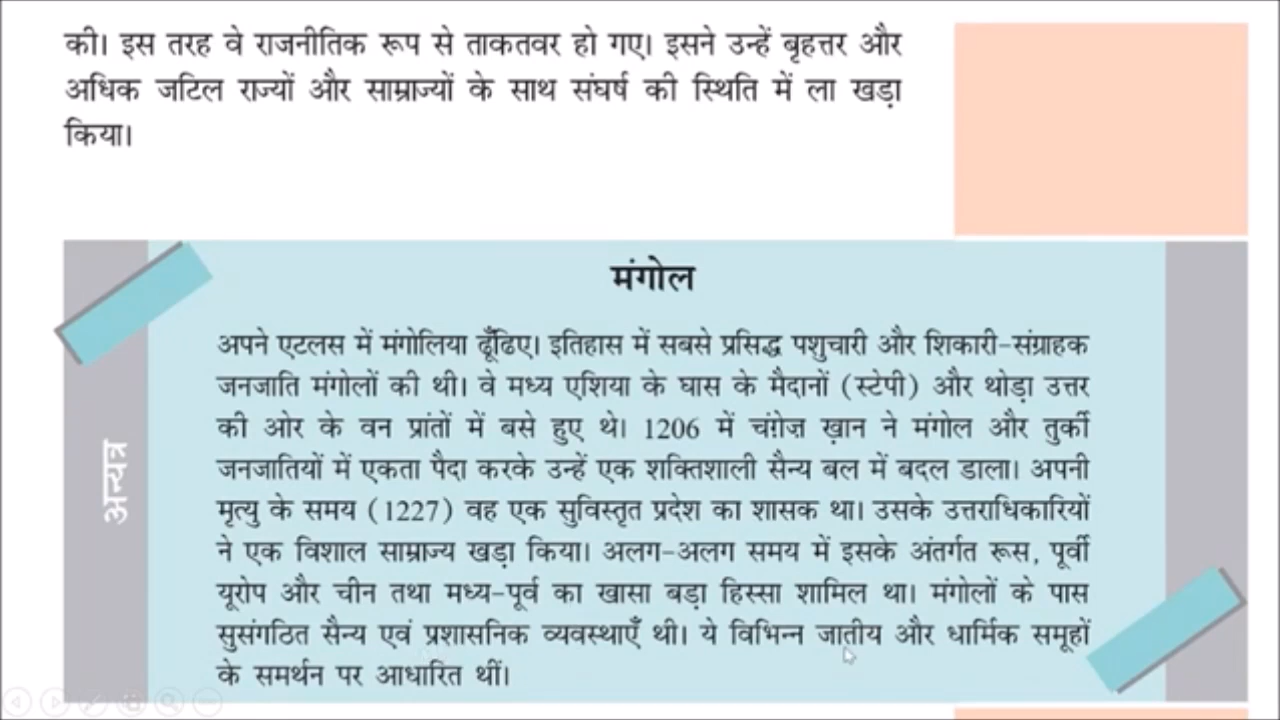 की। इस तरह वे राजनीतिक रूप से ताकतवर हो गए। इसने उन्हें बृहत्तर और
अधिक जटिल राज्यों और साम्राज्यों के साथ संघर्ष की स्थिति में ला खड़ा
किया।
मंगोल
अपने एटलस में मंगोलिया ढूँढिए। इतिहास में सबसे प्रसिद्ध पशुचारी और शिकारी-संग्राहक
जनजाति मंगोलों की थी। वे मध्य एशिया के घास के मैदानों (स्टेपी) और थोड़ा उत्तर
की ओर के वन प्रांतों में बसे हुए थे। 1206 में चंग़ेज़ ख़ान ने मंगोल और तुर्की
जनजातियों में एकता पैदा करके उन्हें एक शक्तिशाली सैन्य बल में बदल डाला। अपनी
मृत्यु के समय (1227) वह एक सुविस्तृत प्रदेश का शासक था। उसके उत्तराधिकारियों
ने एक विशाल साम्राज्य खड़ा किया। अलग-अलग समय में इसके अंतर्गत रूस, पूर्वी
यूरोप और चीन तथा मध्य-पूर्व का खासा बड़ा हिस्सा शामिल था। मंगोलों के पास
सुसंगठित सैन्य एवं प्रशासनिक व्यवस्थाएँ थी। ये विभिन्न जातीय और धार्मिक समूहों
के समर्थन पर आधारित थीं।
अन्यत्र